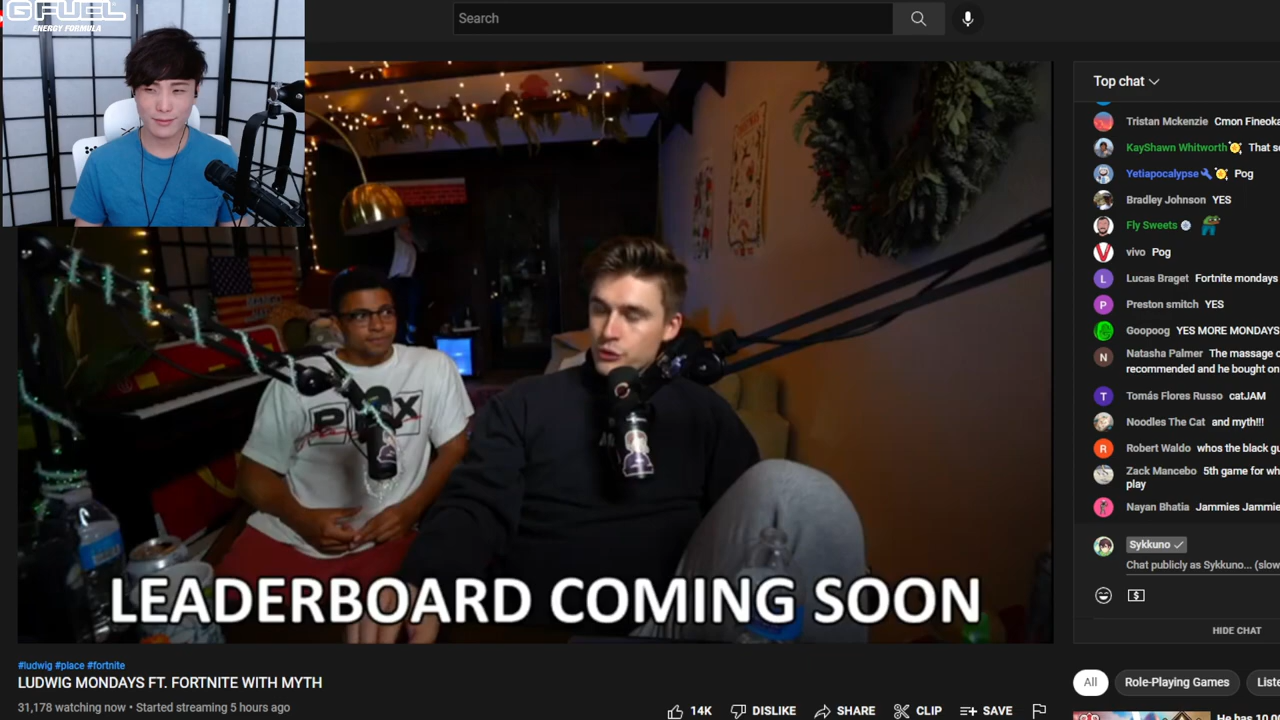 G FUEL
ENERGY FORMULA
Search
Top chat
Tristan Mckenzie Cmon Fineoka
KayShawn Whitworth That s
Yetiapocalypse Pog
Bradley Johnson YES
Fly Sweets
vivo Pog
Lucas Braget Fortnite mondays
Preston smitch YES
Goopoog YES MORE MONDAYS
Natasha Palmer The massage
recommended and he bought on
Tomás Flores Russo catJAM
Noodles The Cat and myth!!!
Robert Waldo whos the black gu
Zack Mancebo 5th game for wh
play
Nayan Bhatia Jammies Jammie
Sykkuno
Chat publicly as Sykkuno... (slow
HIDE CHAT
LEADERBOARD COMING SOON
#ludwig #place #fortnite
LUDWIG MONDAYS FT. FORTNITE WITH MYTH
31,178 watching now • Started streaming 5 hours ago
14K DISLIKE SHARE CLIP SAVE
All Role-Playing Games Liste